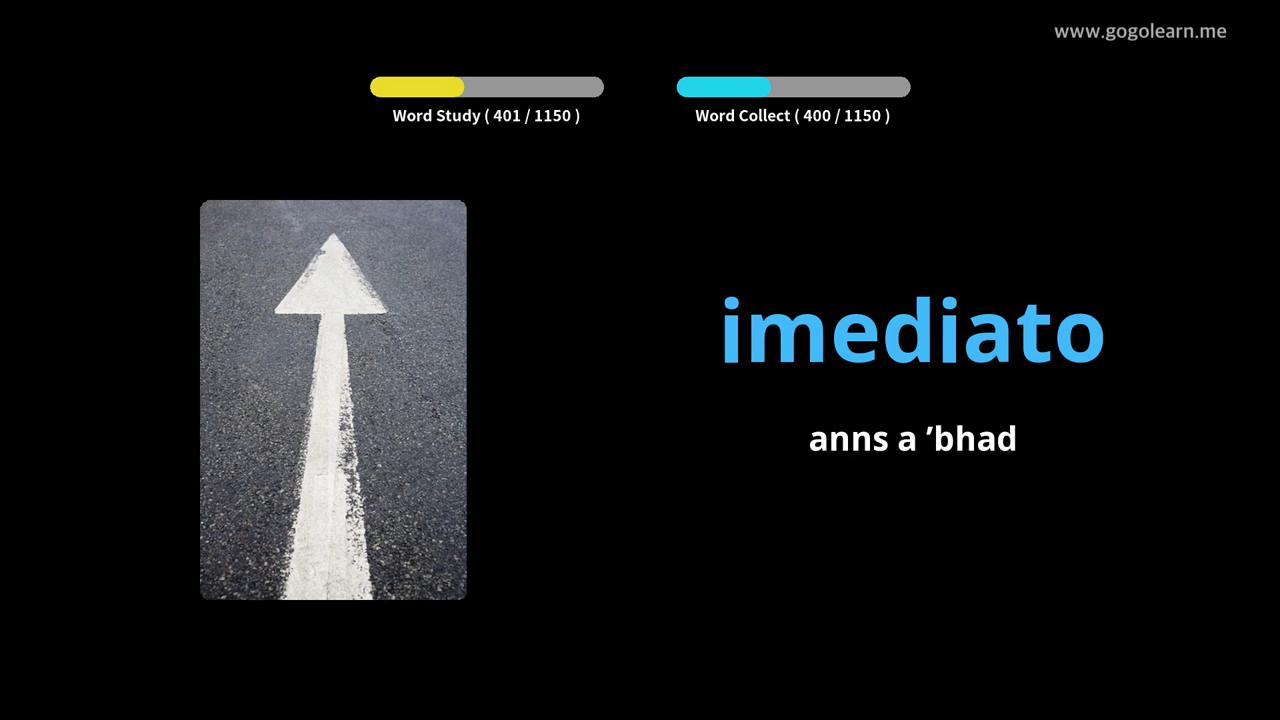 www.gogolearn.me
Word Study ( 401 / 1150 )
Word Collect ( 400 / 1150 )
imediato
anns a ’bhad